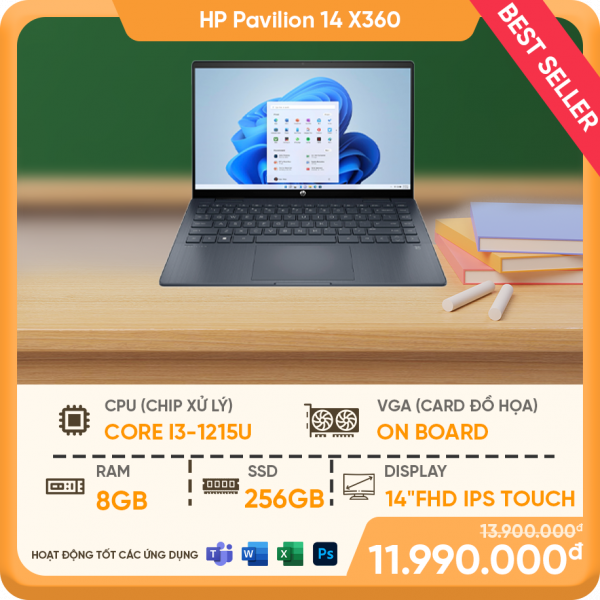 HP Pavilion 14 X360
BEST SELLER
CPU (CHIP XỬ LÝ)
CORE I3-1215U
VGA (CARD ĐỒ HỌA)
ON BOARD
RAM
8GB
SSD
256GB
DISPLAY
14"FHD IPS TOUCH
HOẠT ĐỘNG TỐT CÁC ỨNG DỤNG
T
W
X
Ps
13.900.000đ
11.990.000đ